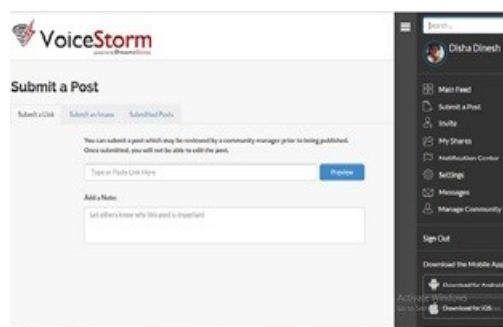 VoiceStorm
Submit a Post
Submit a Link
Submit an Image
Submitted Posts
You can submit a post which may be reviewed by a community manager prior to being published.
Once submitted, you will not be able to edit the post.
Type or Paste Link Here
Preview
Add a Note:
Let others know why this post is important
Search...
Disha Dinesh
Main Feed
Submit a Post
Invite
My Shares
Notification Center
Settings
Messages
Manage Community
Sign Out
Download the Mobile App
Download for Android
Download for iOS
Activate Windows